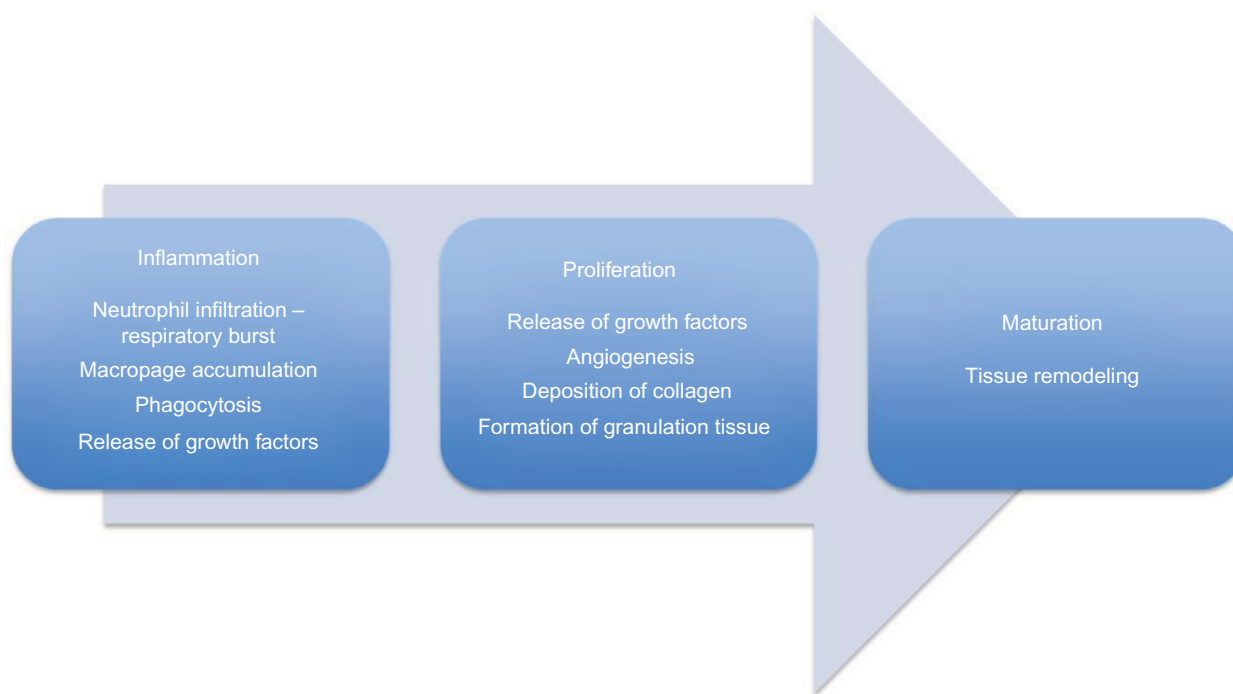 Inflammation
Neutrophil infiltration –
respiratory burst
Macropage accumulation
Phagocytosis
Release of growth factors
Proliferation
Release of growth factors
Angiogenesis
Deposition of collagen
Formation of granulation tissue
Maturation
Tissue remodeling